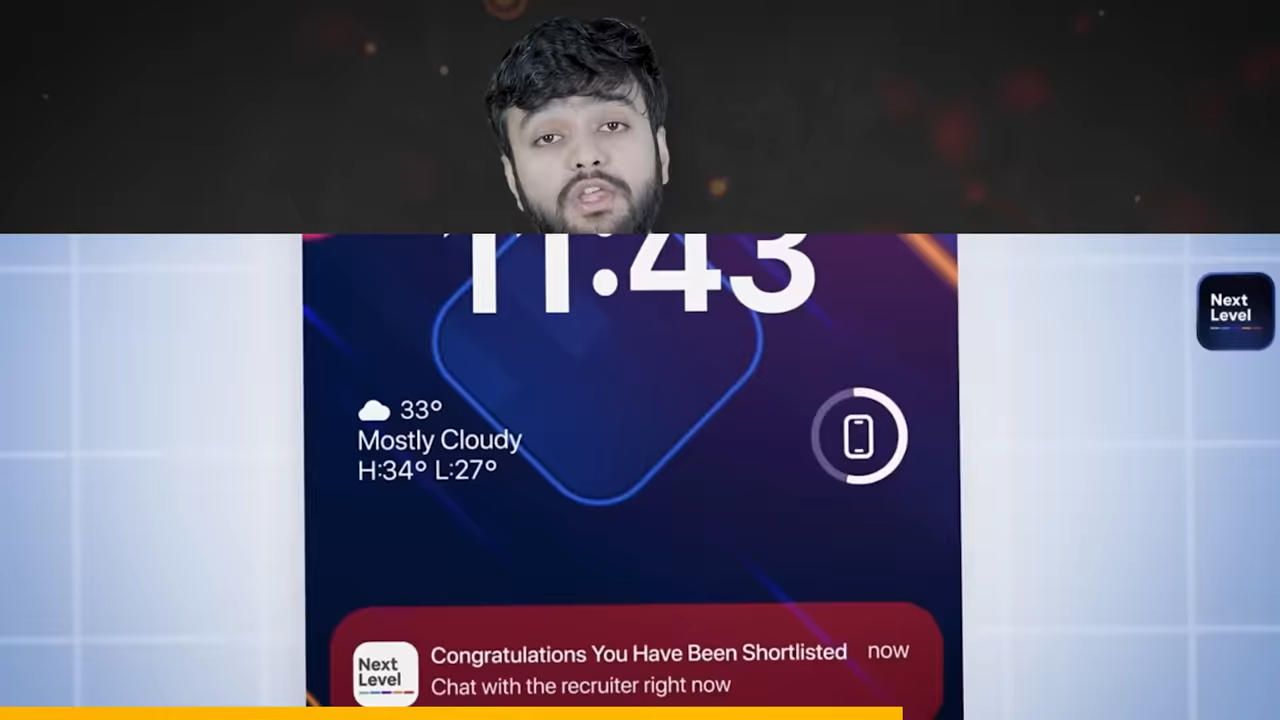 11:43
Next
Level
33°
Mostly Cloudy
H:34° L:27°
Congratulations You Have Been Shortlisted now
Next
Level
Chat with the recruiter right now